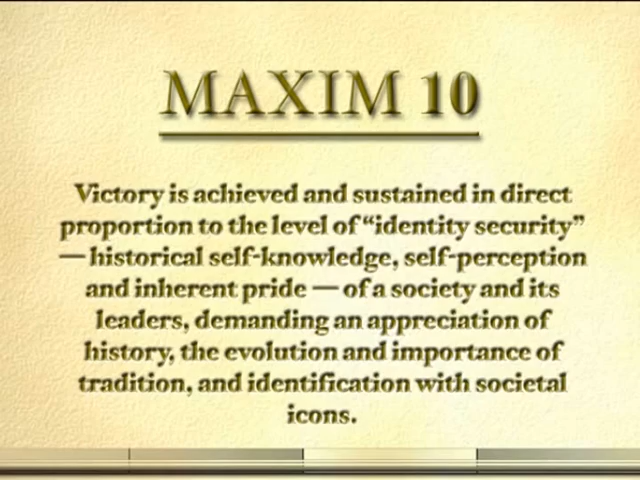 MAXIM 10
Victory is achieved and sustained in direct
proportion to the level of “identity security”
— historical self-knowledge, self-perception
and inherent pride — of a society and its
leaders, demanding an appreciation of
history, the evolution and importance of
tradition, and identification with societal
icons.